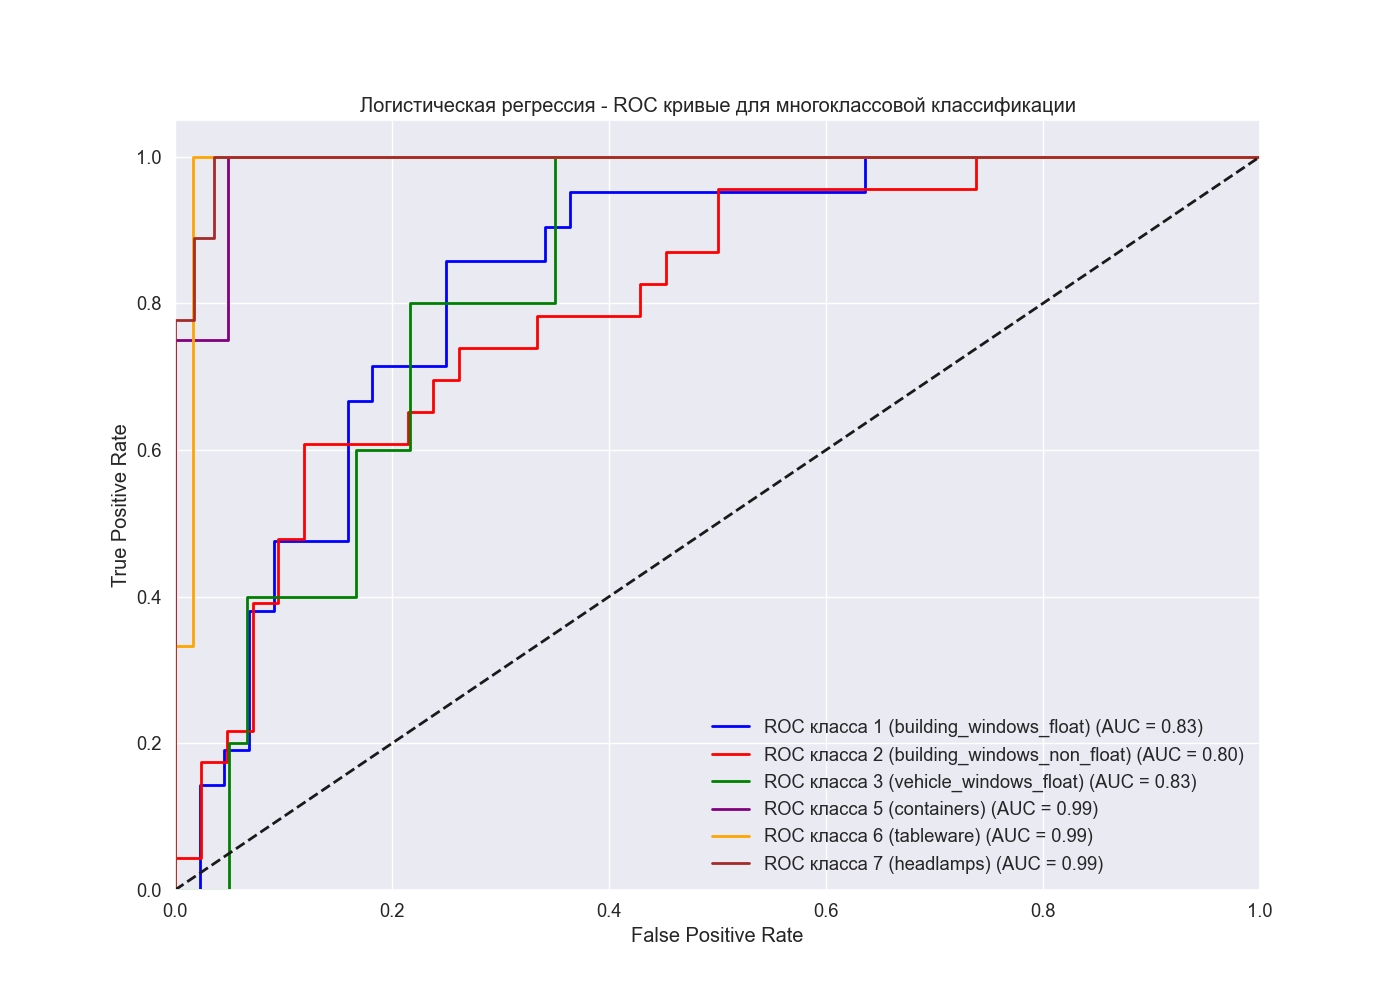 Логистическая регрессия - ROC кривые для многоклассовой классификации
True Positive Rate
1.0
0.8
0.6
0.4
0.2
0.0
ROC класса 1 (building_windows_float) (AUC = 0.83)
ROC класса 2 (building_windows_non_float) (AUC = 0.80)
ROC класса 3 (vehicle_windows_float) (AUC = 0.83)
ROC класса 5 (containers) (AUC = 0.99)
ROC класса 6 (tableware) (AUC = 0.99)
ROC класса 7 (headlamps) (AUC = 0.99)
0.0 0.2 0.4 0.6 0.8 1.0
False Positive Rate